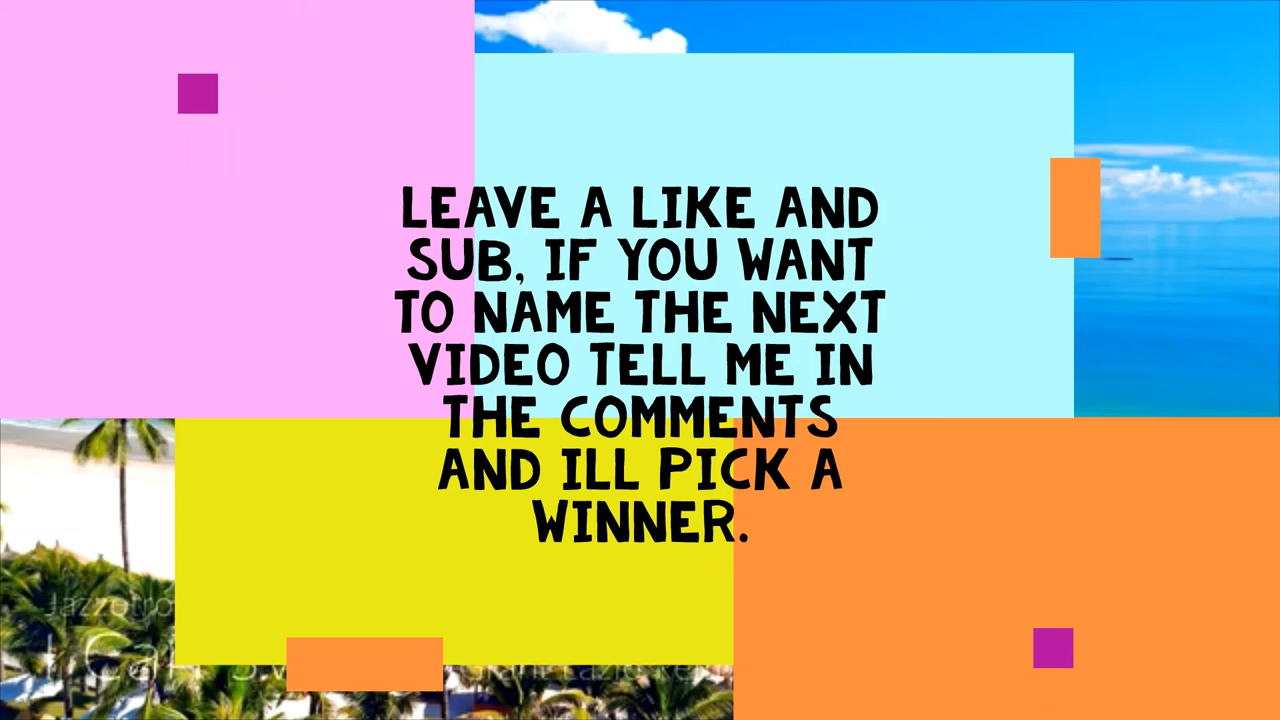 LEAVE A LIKE AND
SUB, IF YOU WANT
TO NAME THE NEXT
VIDEO TELL ME IN
THE COMMENTS
AND ILL PICK A
WINNER.